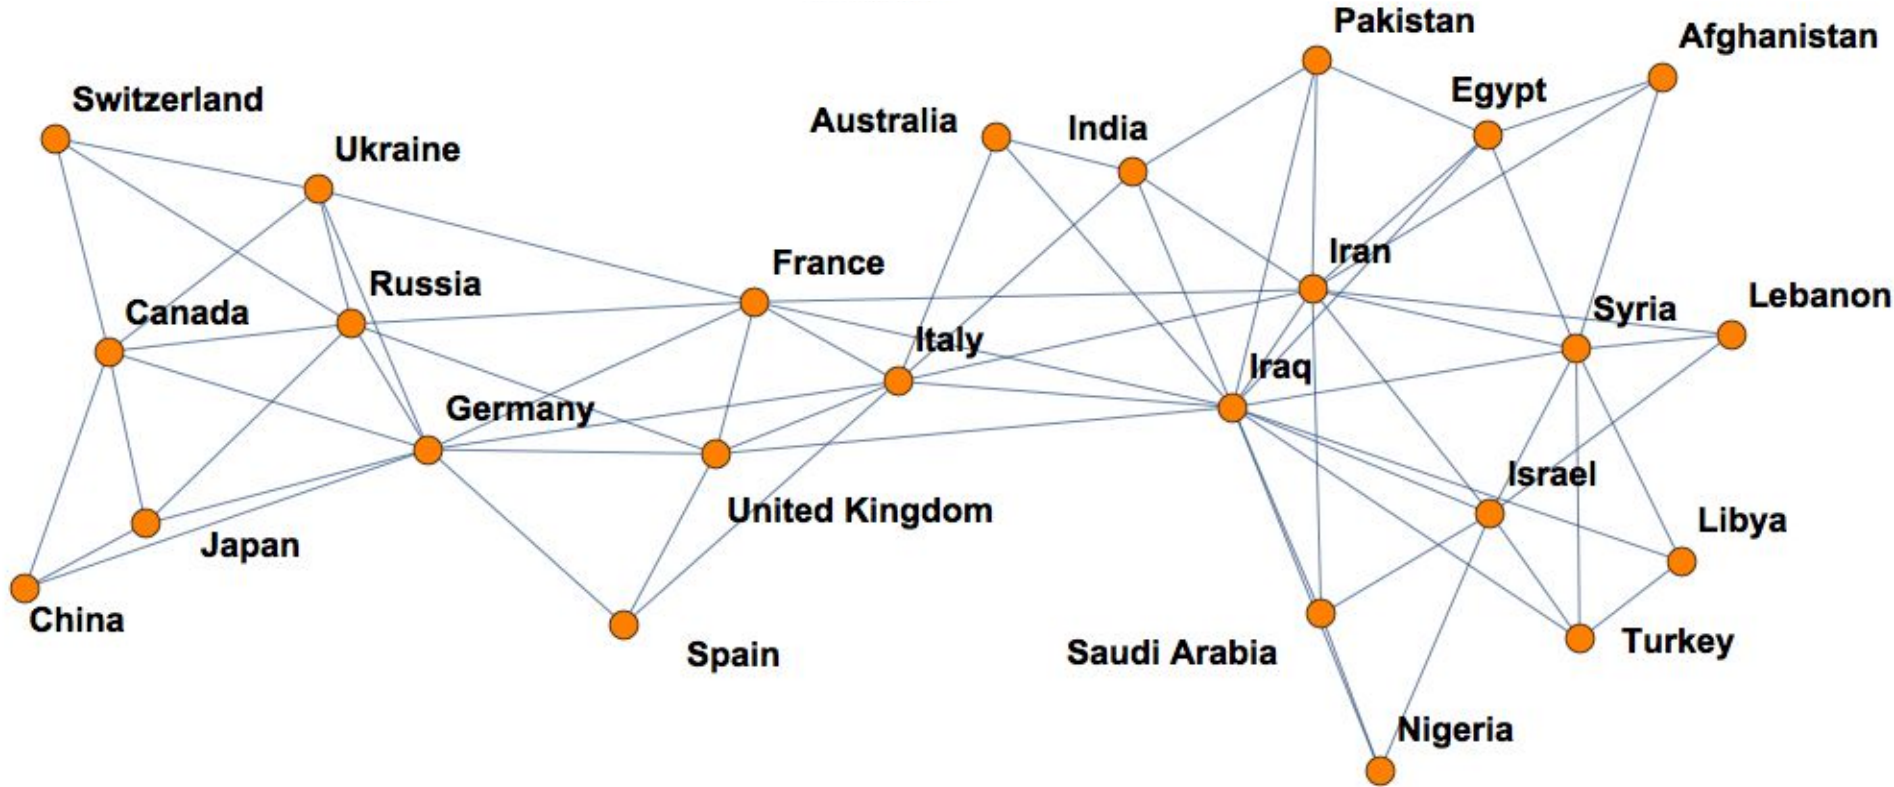 Pakistan
Afghanistan
Egypt
Switzerland
Australia
India
Ukraine
Iran
France
Russia
Lebanon
Syria
Canada
Italy
Iraq
Germany
Israel
United Kingdom
Libya
Japan
China
Turkey
Saudi Arabia
Spain
Nigeria